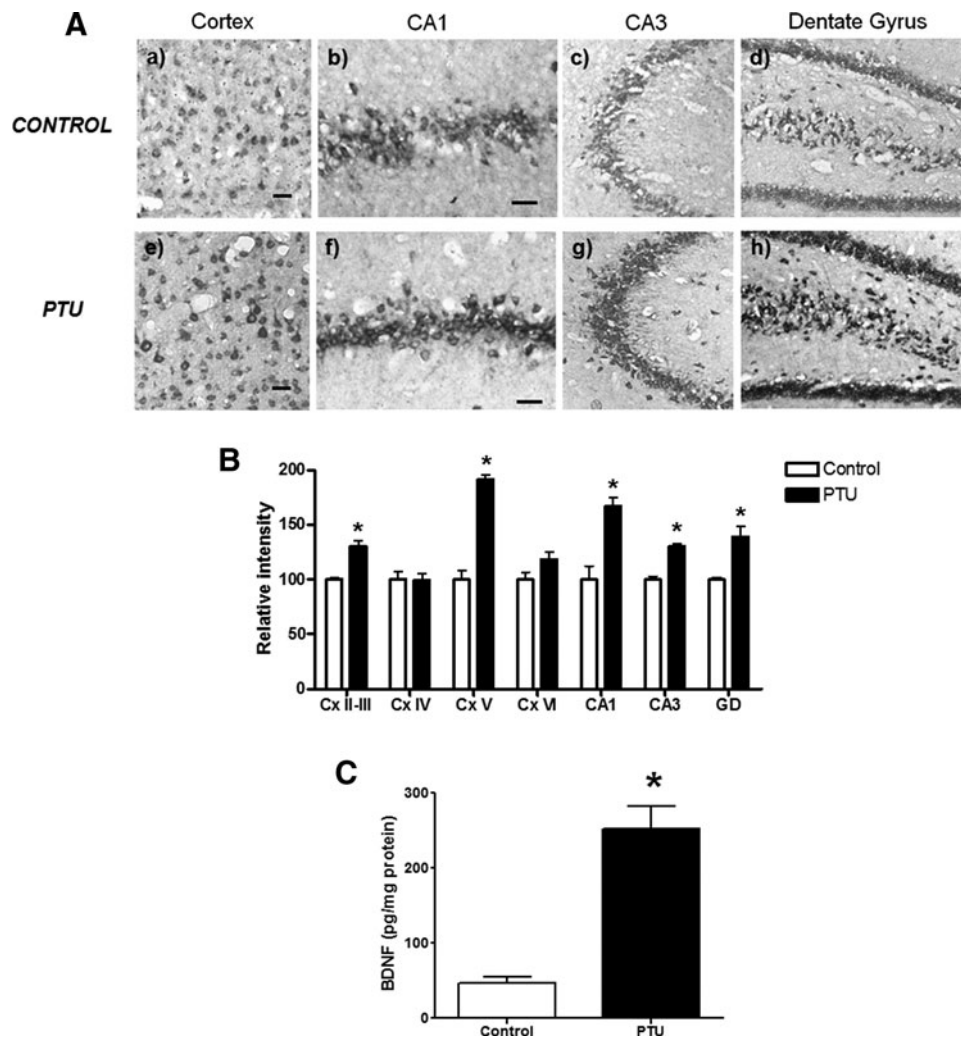 A
Cortex CA1 CA3 Dentate Gyrus
CONTROL
a) b) c) d)
PTU
e) f) g) h)
B
Relative intensity
200
150
100
50
0
* * * * *
Cx II-III Cx IV Cx V Cx VI CA1 CA3 GD
Control
PTU
C
BDNF (pg/mg protein)
300
200
100
0
*
Control PTU